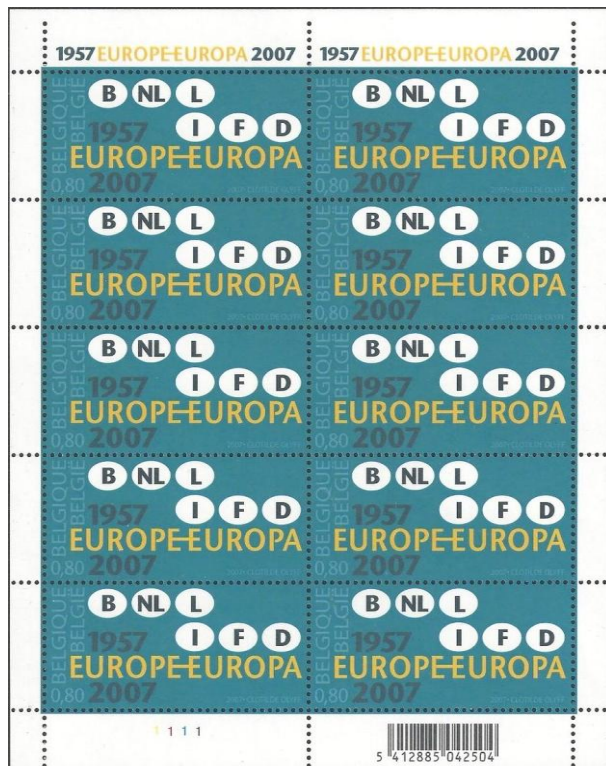 1957 EUROPE-EUROPA 2007 1957 EUROPE-EUROPA 2007
BELGIQUE BELGIË B NL L
1957 I F D
EUROPE-EUROPA
0,80 2007
BELGIQUE BELGIË B NL L
1957 I F D
EUROPE-EUROPA
0,80 2007
BELGIQUE BELGIË B NL L
1957 I F D
EUROPE-EUROPA
0,80 2007
BELGIQUE BELGIË B NL L
1957 I F D
EUROPE-EUROPA
0,80 2007
BELGIQUE BELGIË B NL L
1957 I F D
EUROPE-EUROPA
0,80 2007
BELGIQUE BELGIË B NL L
1957 I F D
EUROPE-EUROPA
0,80 2007
BELGIQUE BELGIË B NL L
1957 I F D
EUROPE-EUROPA
0,80 2007
BELGIQUE BELGIË B NL L
1957 I F D
EUROPE-EUROPA
0,80 2007
BELGIQUE BELGIË B NL L
1957 I F D
EUROPE-EUROPA
0,80 2007
BELGIQUE BELGIË B NL L
1957 I F D
EUROPE-EUROPA
0,80 2007
1 1 1 1
5 412885 042504